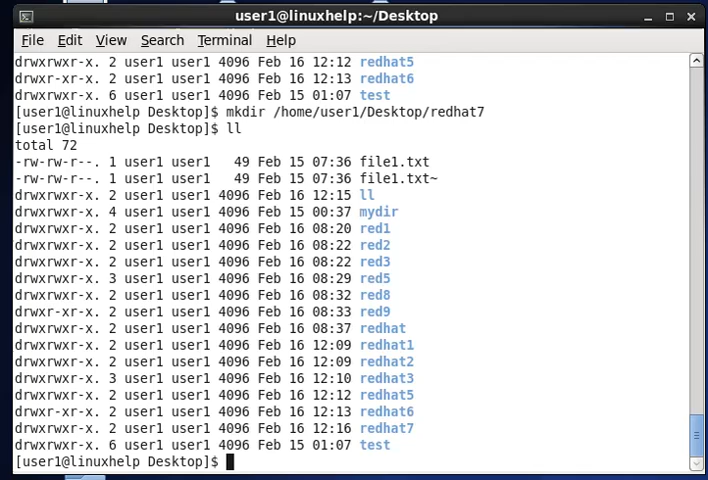 user1@linuxhelp:~/Desktop
File Edit View Search Terminal Help
drwxrwxr-x. 2 user1 user1 4096 Feb 16 12:12 redhat5
drwxr-xr-x. 2 user1 user1 4096 Feb 16 12:13 redhat6
drwxrwxr-x. 6 user1 user1 4096 Feb 15 01:07 test
[user1@linuxhelp Desktop]$ mkdir /home/user1/Desktop/redhat7
[user1@linuxhelp Desktop]$ ll
total 72
-rw-rw-r--. 1 user1 user1   49 Feb 15 07:36 file1.txt
-rw-rw-r--. 1 user1 user1   49 Feb 15 07:36 file1.txt~
drwxrwxr-x. 2 user1 user1 4096 Feb 16 12:15 ll
drwxrwxr-x. 4 user1 user1 4096 Feb 15 00:37 mydir
drwxrwxr-x. 2 user1 user1 4096 Feb 16 08:20 red1
drwxrwxr-x. 2 user1 user1 4096 Feb 16 08:22 red2
drwxrwxr-x. 2 user1 user1 4096 Feb 16 08:22 red3
drwxrwxr-x. 3 user1 user1 4096 Feb 16 08:29 red5
drwxrwxr-x. 2 user1 user1 4096 Feb 16 08:32 red8
drwxr-xr-x. 2 user1 user1 4096 Feb 16 08:33 red9
drwxrwxr-x. 2 user1 user1 4096 Feb 16 08:37 redhat
drwxrwxr-x. 2 user1 user1 4096 Feb 16 12:09 redhat1
drwxrwxr-x. 2 user1 user1 4096 Feb 16 12:09 redhat2
drwxrwxr-x. 3 user1 user1 4096 Feb 16 12:10 redhat3
drwxrwxr-x. 2 user1 user1 4096 Feb 16 12:12 redhat5
drwxr-xr-x. 2 user1 user1 4096 Feb 16 12:13 redhat6
drwxrwxr-x. 2 user1 user1 4096 Feb 16 12:16 redhat7
drwxrwxr-x. 6 user1 user1 4096 Feb 15 01:07 test
[user1@linuxhelp Desktop]$